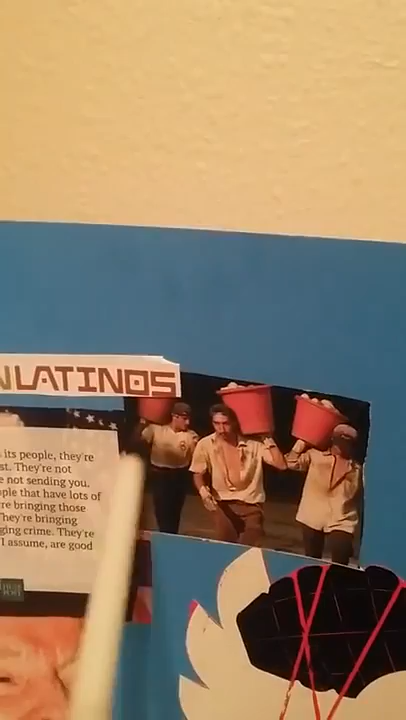 LATINOS
its people, they're
st. They're not
not sending you.
ple that have lots of
're bringing those
They're bringing
ging crime. They're
I assume, are good
POST